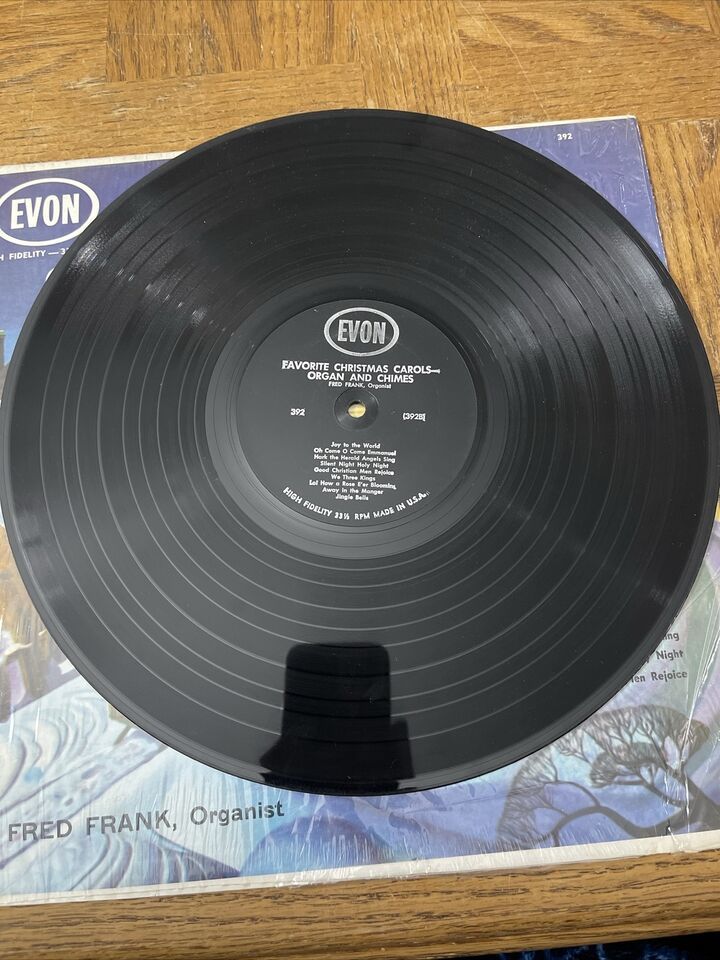 392
EVON
H FIDELITY — 3
EVON
FAVORITE CHRISTMAS CAROLS—
ORGAN AND CHIMES
FRED FRANK, Organist
392
(392B)
Joy to the World
Oh Come O Come Emmanuel
Hark the Herald Angels Sing
Silent Night Holy Night
Good Christian Men Rejoice
We Three Kings
Lo! How a Rose E'er Blooming
Away in the Manger
Jingle Bells
HIGH FIDELITY 33⅓ RPM MADE IN U.S.A.
ing
Night
en Rejoice
FRED FRANK, Organist